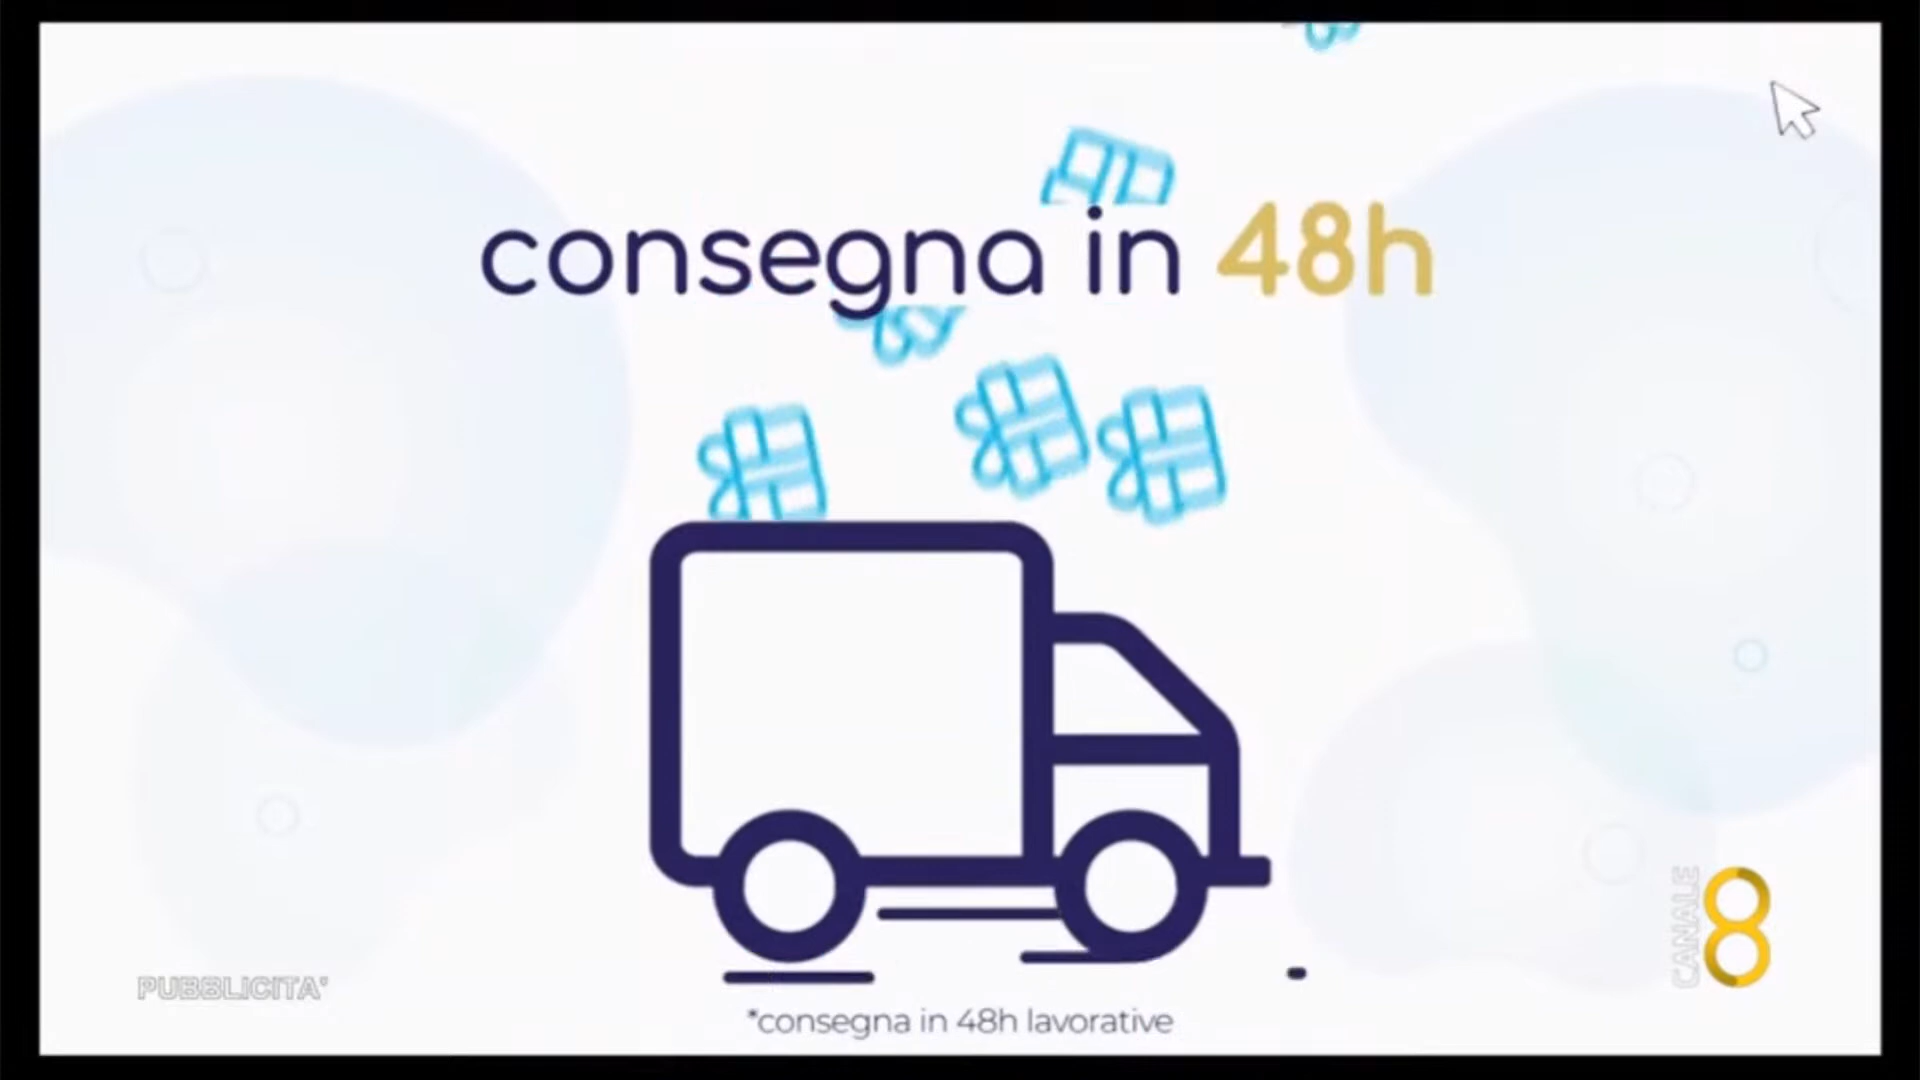 consegna in 48h
CANALE 8
PUBBLICITA'
*consegna in 48h lavorative